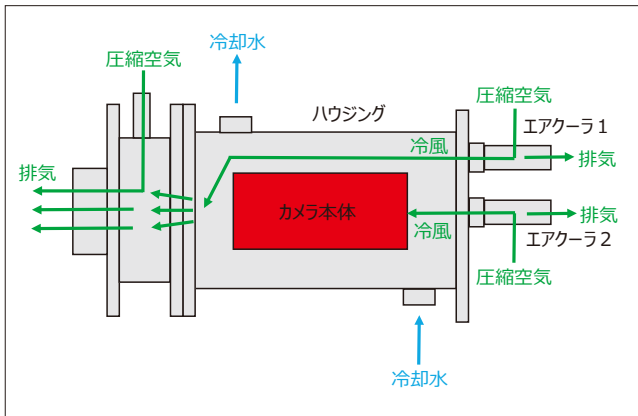 冷却水
圧縮空気
ハウジング
圧縮空気
エアクーラ1
冷風
排気
排気
カメラ本体
冷風
排気
エアクーラ2
圧縮空気
冷却水